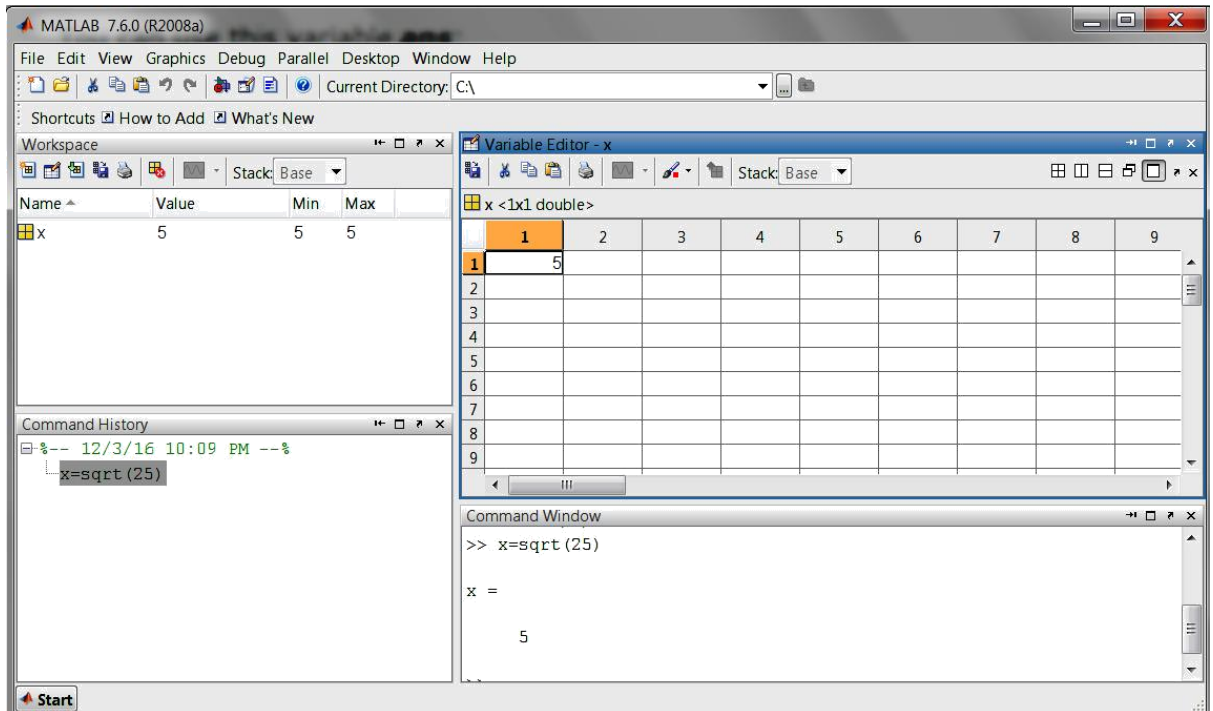 MATLAB 7.6.0 (R2008a)
File Edit View Graphics Debug Parallel Desktop Window Help
Current Directory: C:\
Shortcuts How to Add What's New
Workspace
Stack: Base
Name Value Min Max
x 5 5 5
Command History
%-- 12/3/16 10:09 PM --%
x=sqrt(25)
Variable Editor - x
Stack: Base
x <1x1 double>
1 2 3 4 5 6 7 8 9
1 5
2
3
4
5
6
7
8
9
Command Window
>> x=sqrt(25)
x =
5
Start